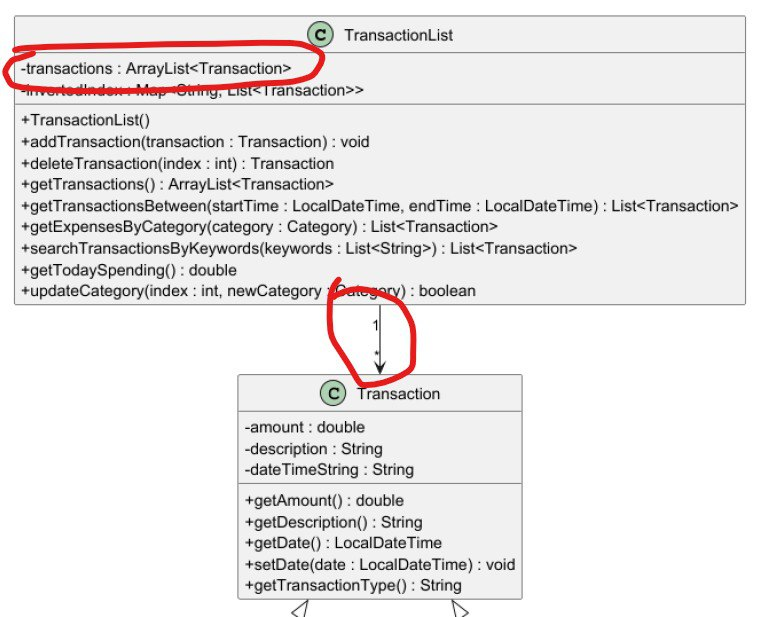 C TransactionList
-transactions : ArrayList<Transaction>
-invertedIndex : Map<String, List<Transaction>>
+TransactionList()
+addTransaction(transaction : Transaction) : void
+deleteTransaction(index : int) : Transaction
+getTransactions() : ArrayList<Transaction>
+getTransactionsBetween(startTime : LocalDateTime, endTime : LocalDateTime) : List<Transaction>
+getExpensesByCategory(category : Category) : List<Transaction>
+searchTransactionsByKeywords(keywords : List<String>) : List<Transaction>
+getTodaySpending() : double
+updateCategory(index : int, newCategory : Category) : boolean
1
*
C Transaction
-amount : double
-description : String
-dateTimeString : String
+getAmount() : double
+getDescription() : String
+getDate() : LocalDateTime
+setDate(date : LocalDateTime) : void
+getTransactionType() : String